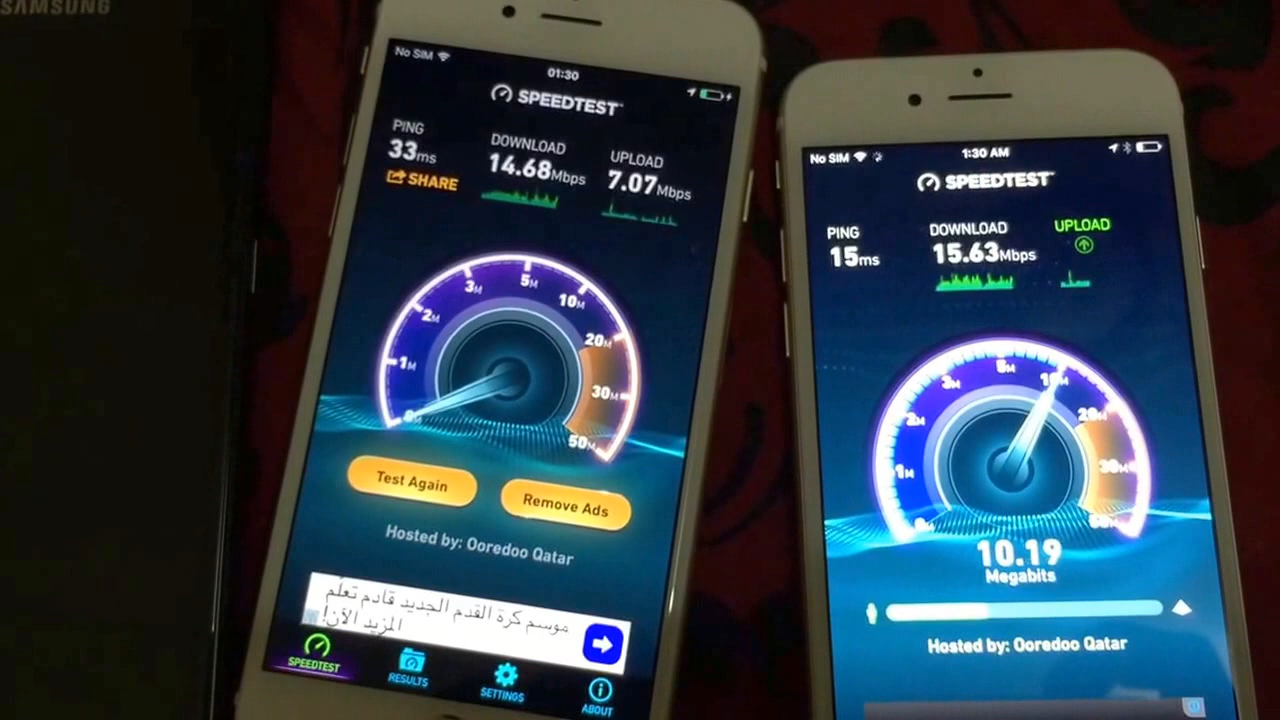 SAMSUNG
No SIM
01:30
SPEEDTEST
PING
33ms
SHARE
DOWNLOAD
14.68Mbps
UPLOAD
7.07Mbps
0M
1M
2M
3M
5M
10M
20M
30M
50M
Test Again
Remove Ads
Hosted by: Ooredoo Qatar
موسم كرة القدم الجديد قادم تعلّم
المزيد الآن!
SPEEDTEST
RESULTS
SETTINGS
ABOUT
No SIM
1:30 AM
SPEEDTEST
PING
15ms
DOWNLOAD
15.63Mbps
UPLOAD
1M
2M
3M
5M
10M
20M
30M
50M
10.19
Megabits
Hosted by: Ooredoo Qatar